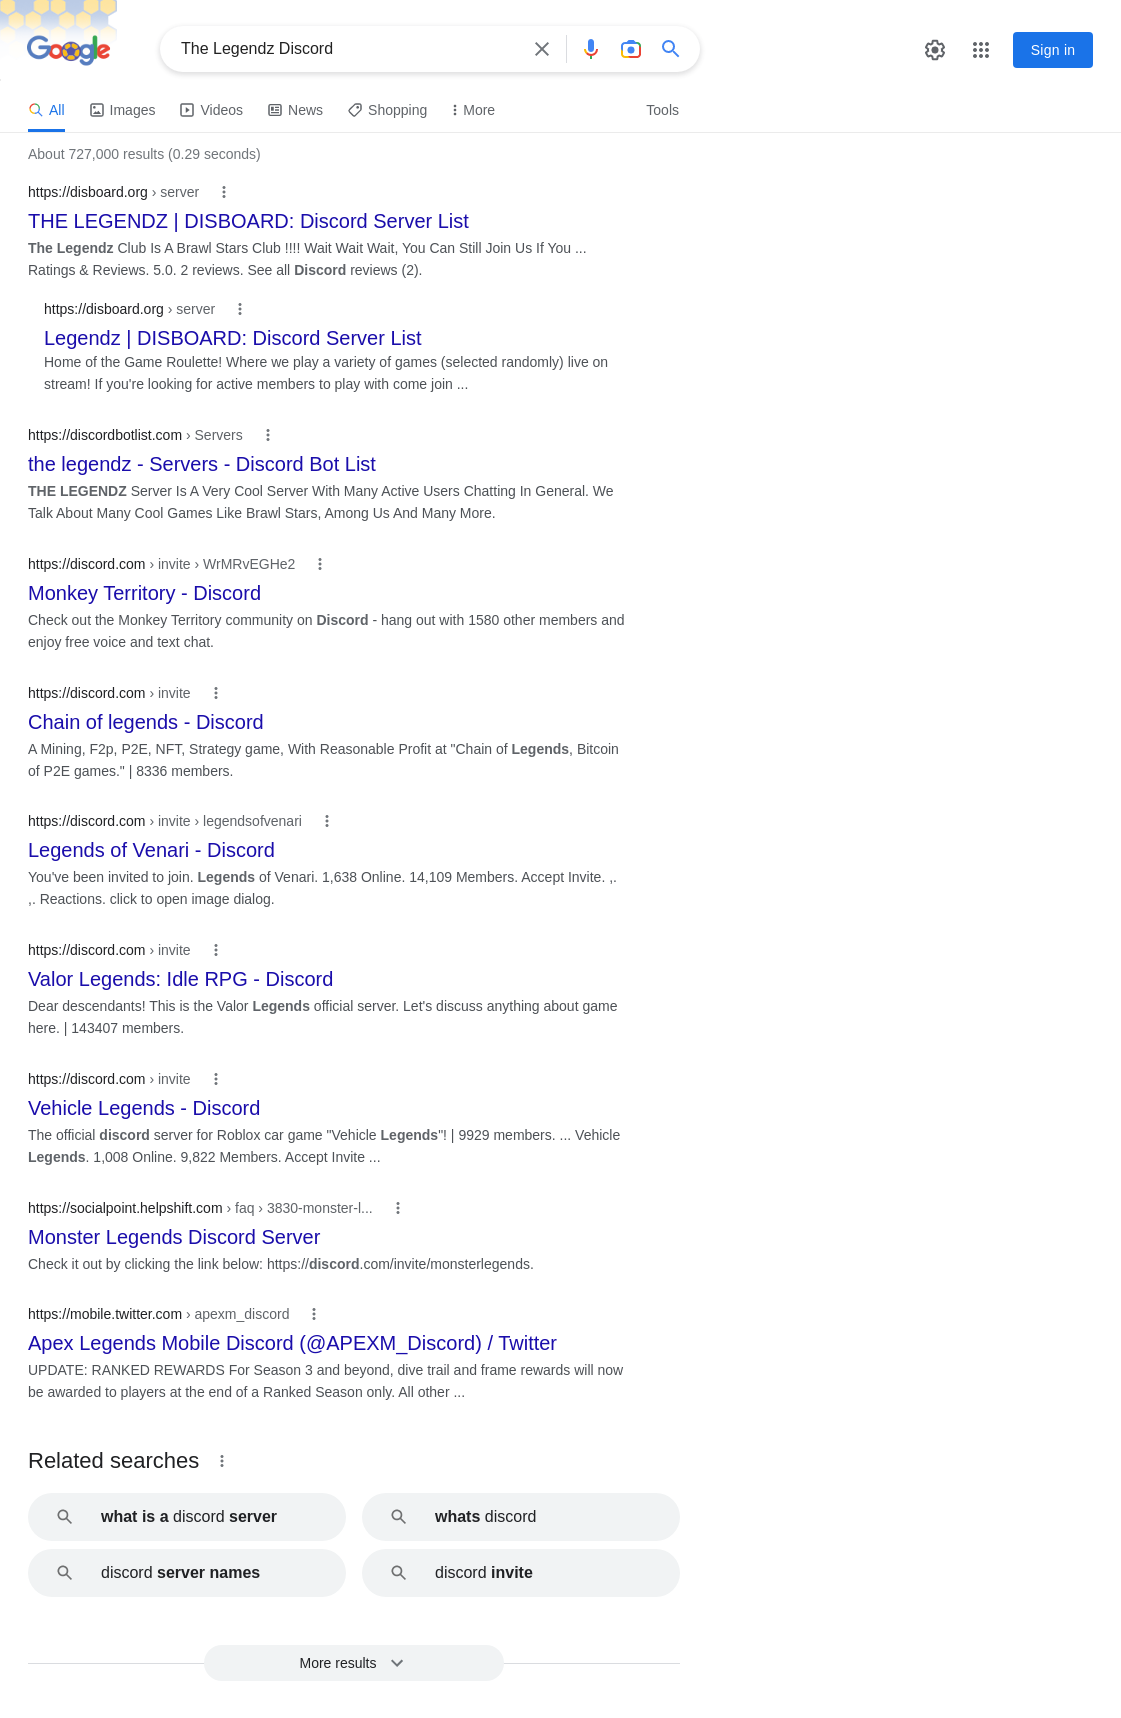 Google
The Legendz Discord
Sign in
All
Images
Videos
News
Shopping
More
Tools
About 727,000 results (0.29 seconds)
https://disboard.org › server
THE LEGENDZ | DISBOARD: Discord Server List
The Legendz Club Is A Brawl Stars Club !!!! Wait Wait Wait, You Can Still Join Us If You ...
Ratings & Reviews. 5.0. 2 reviews. See all Discord reviews (2).
https://disboard.org › server
Legendz | DISBOARD: Discord Server List
Home of the Game Roulette! Where we play a variety of games (selected randomly) live on
stream! If you're looking for active members to play with come join ...
https://discordbotlist.com › Servers
the legendz - Servers - Discord Bot List
THE LEGENDZ Server Is A Very Cool Server With Many Active Users Chatting In General. We
Talk About Many Cool Games Like Brawl Stars, Among Us And Many More.
https://discord.com › invite › WrMRvEGHe2
Monkey Territory - Discord
Check out the Monkey Territory community on Discord - hang out with 1580 other members and
enjoy free voice and text chat.
https://discord.com › invite
Chain of legends - Discord
A Mining, F2p, P2E, NFT, Strategy game, With Reasonable Profit at "Chain of Legends, Bitcoin
of P2E games." | 8336 members.
https://discord.com › invite › legendsofvenari
Legends of Venari - Discord
You've been invited to join. Legends of Venari. 1,638 Online. 14,109 Members. Accept Invite. ,.
,. Reactions. click to open image dialog.
https://discord.com › invite
Valor Legends: Idle RPG - Discord
Dear descendants! This is the Valor Legends official server. Let's discuss anything about game
here. | 143407 members.
https://discord.com › invite
Vehicle Legends - Discord
The official discord server for Roblox car game "Vehicle Legends"! | 9929 members. ... Vehicle
Legends. 1,008 Online. 9,822 Members. Accept Invite ...
https://socialpoint.helpshift.com › faq › 3830-monster-l...
Monster Legends Discord Server
Check it out by clicking the link below: https://discord.com/invite/monsterlegends.
https://mobile.twitter.com › apexm_discord
Apex Legends Mobile Discord (@APEXM_Discord) / Twitter
UPDATE: RANKED REWARDS For Season 3 and beyond, dive trail and frame rewards will now
be awarded to players at the end of a Ranked Season only. All other ...
Related searches
what is a discord server
whats discord
discord server names
discord invite
More results